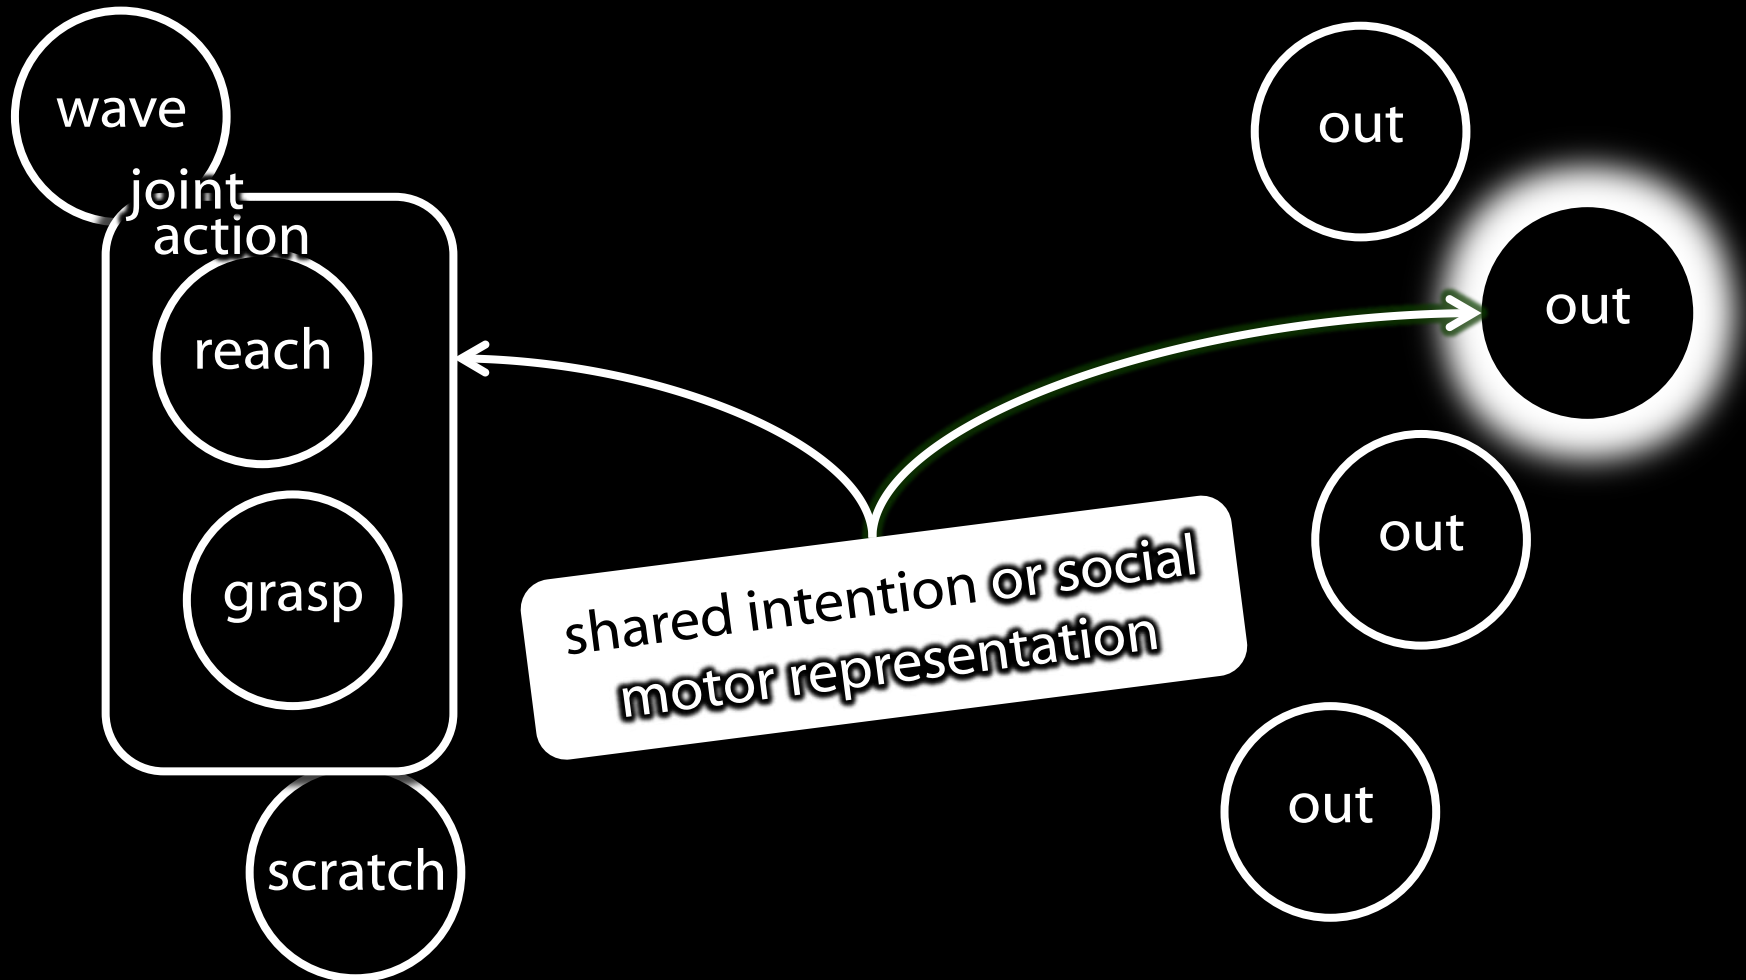 wave
joint
action
reach
grasp
scratch
shared intention or social
motor representation
out
out
out
out